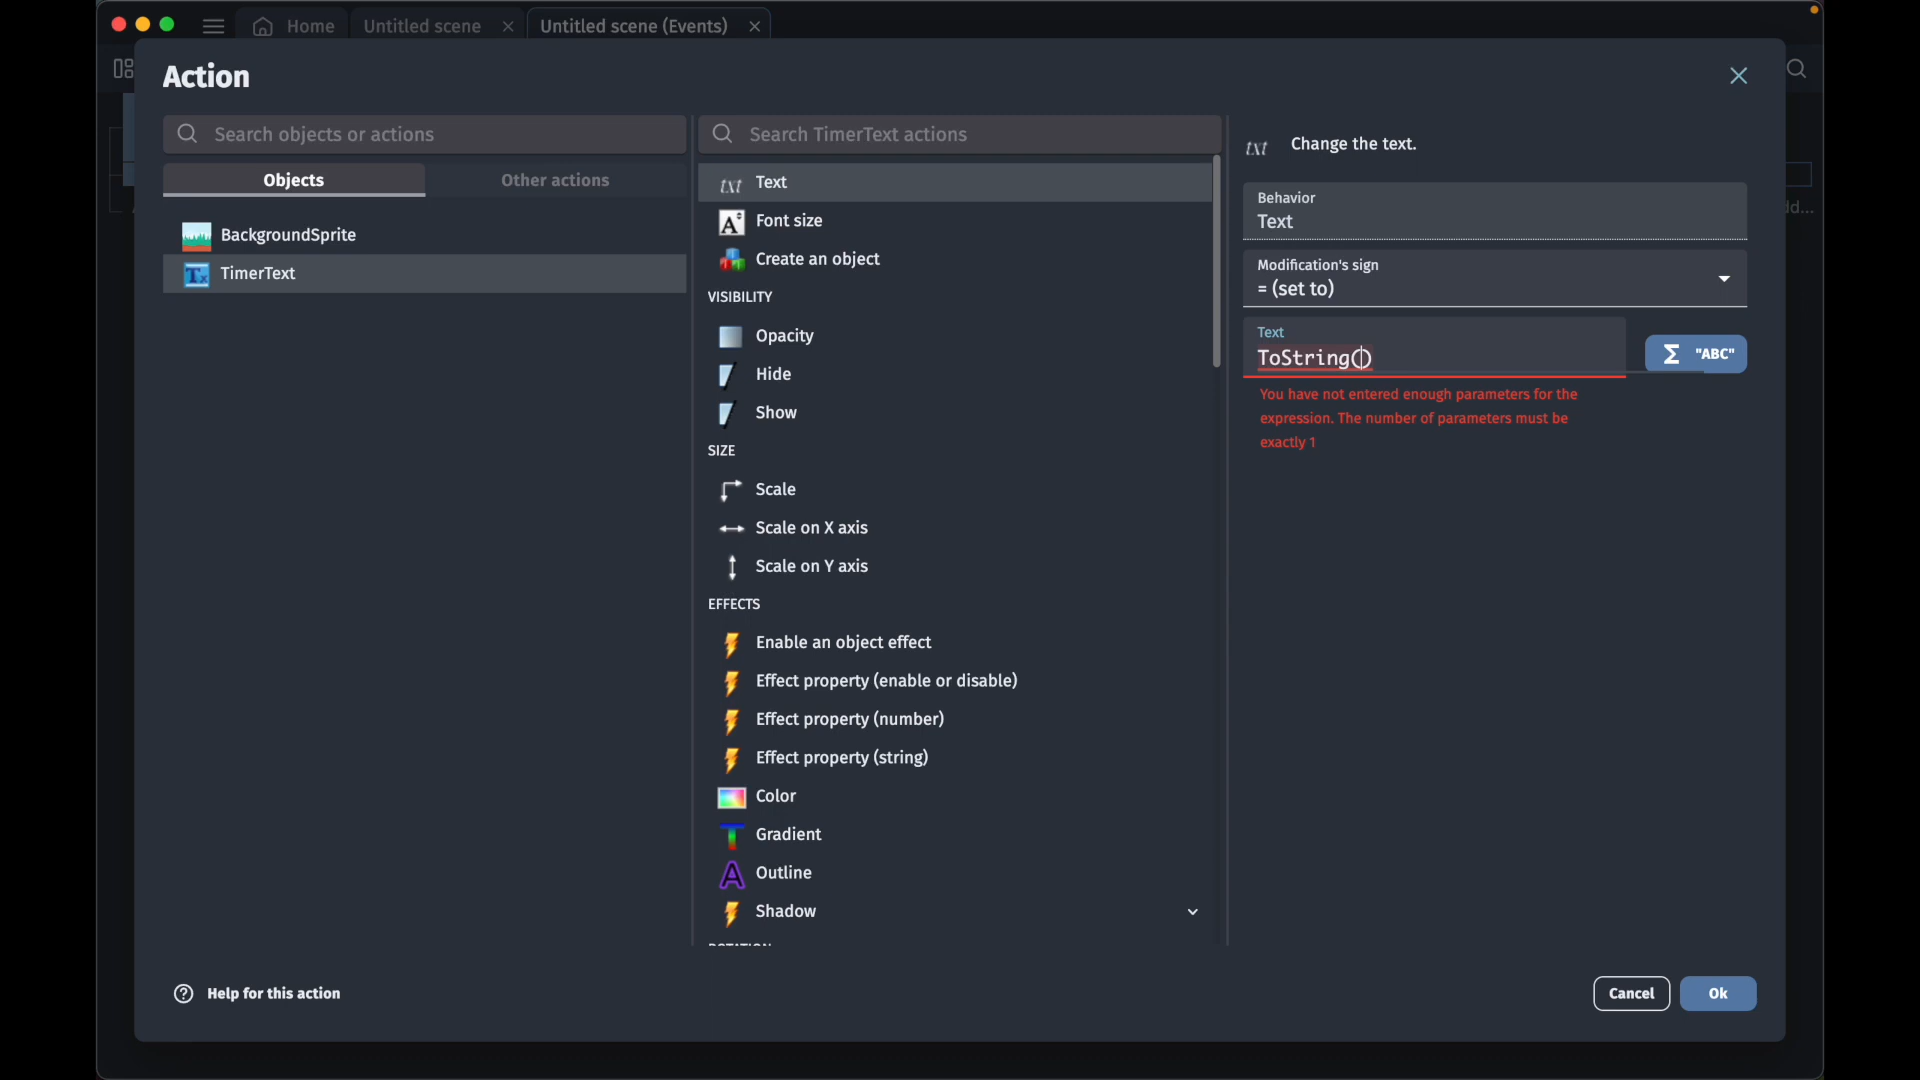 Home
Untitled scene
Untitled scene (Events)
Action
Search objects or actions
Objects
Other actions
BackgroundSprite
TimerText
Search TimerText actions
Text
Font size
Create an object
VISIBILITY
Opacity
Hide
Show
SIZE
Scale
Scale on X axis
Scale on Y axis
EFFECTS
Enable an object effect
Effect property (enable or disable)
Effect property (number)
Effect property (string)
Color
Gradient
Outline
Shadow
ROTATION
Change the text.
Behavior
Text
Modification's sign
= (set to)
Text
ToString()
"ABC"
You have not entered enough parameters for the
expression. The number of parameters must be
exactly 1
Help for this action
Cancel
Ok